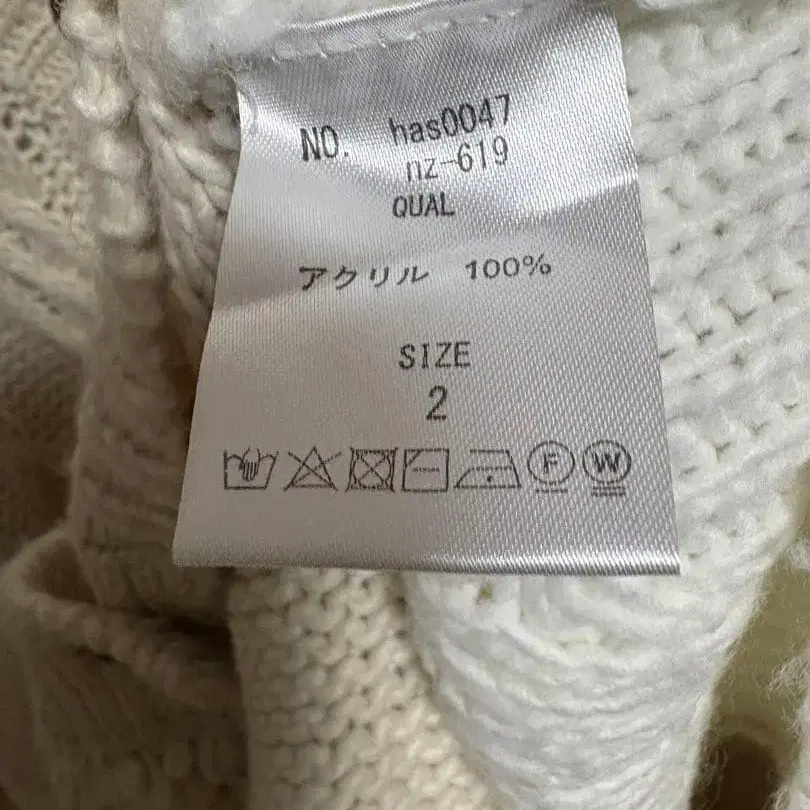 NO. has0047
nz-619
QUAL
アクリル 100%
SIZE
2
F W